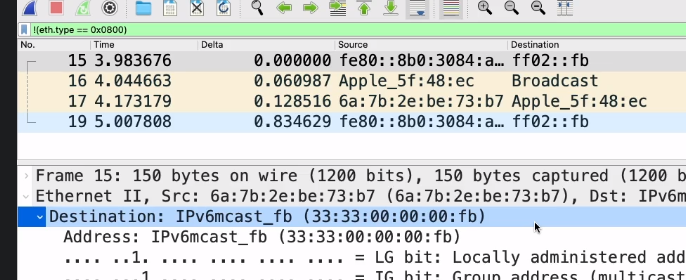 !(eth.type == 0x0800)
No. Time Delta Source Destination
15 3.983676 0.000000 fe80::8b0:3084:a… ff02::fb
16 4.044663 0.060987 Apple_5f:48:ec Broadcast
17 4.173179 0.128516 6a:7b:2e:be:73:b7 Apple_5f:48:ec
19 5.007808 0.834629 fe80::8b0:3084:a… ff02::fb
Frame 15: 150 bytes on wire (1200 bits), 150 bytes captured (1200 b
Ethernet II, Src: 6a:7b:2e:be:73:b7 (6a:7b:2e:be:73:b7), Dst: IPv6m
Destination: IPv6mcast_fb (33:33:00:00:00:fb)
Address: IPv6mcast_fb (33:33:00:00:00:fb)
.... ..1. .... .... .... .... = LG bit: Locally administered add
.... ...1 .... .... .... .... = IG bit: Group address (multicast